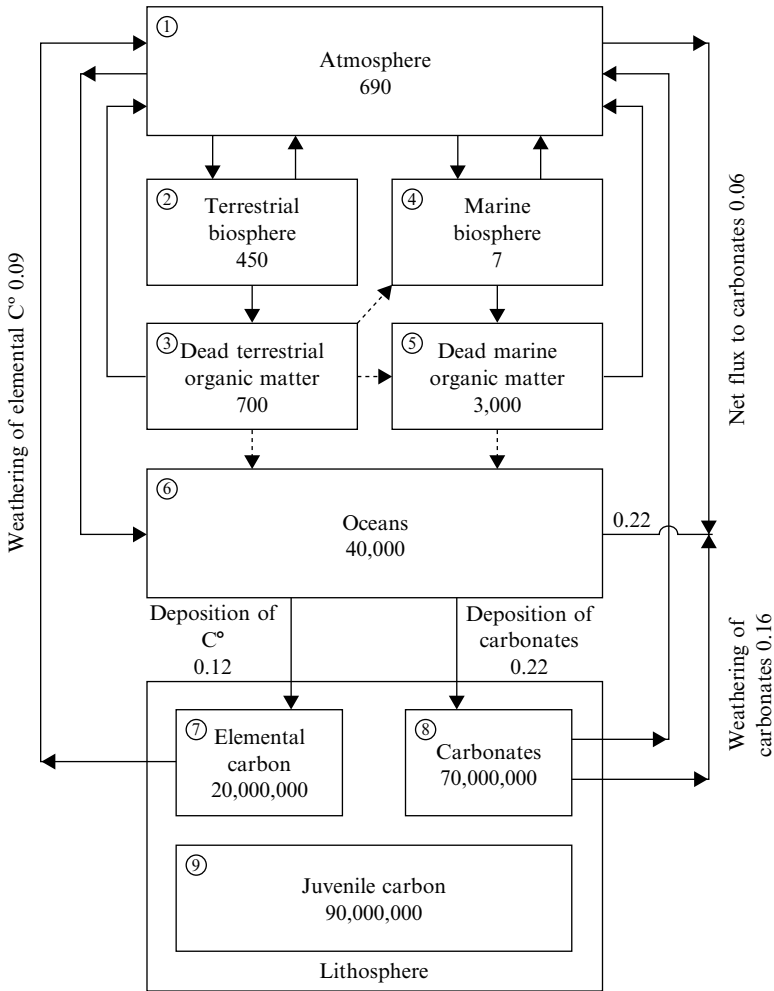 ①
Atmosphere
690
②
Terrestrial
biosphere
450
④
Marine
biosphere
7
③
Dead terrestrial
organic matter
700
⑤
Dead marine
organic matter
3,000
⑥
Oceans
40,000
0.22
Weathering of elemental C° 0.09
Net flux to carbonates 0.06
Weathering of
carbonates 0.16
Deposition of
C°
0.12
Deposition of
carbonates
0.22
⑦
Elemental
carbon
20,000,000
⑧
Carbonates
70,000,000
⑨
Juvenile carbon
90,000,000
Lithosphere